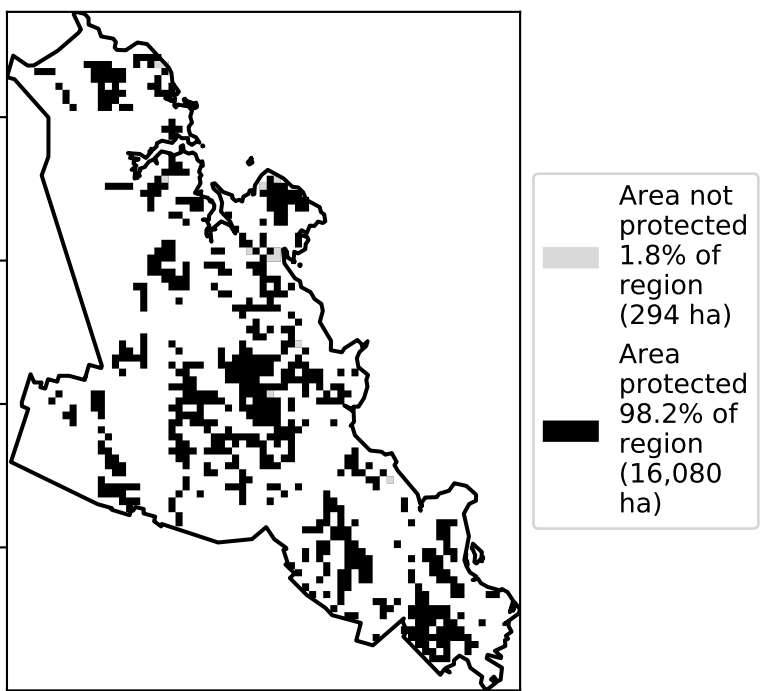 Area not
protected
1.8% of
region
(294 ha)
Area
protected
98.2% of
region
(16,080
ha)